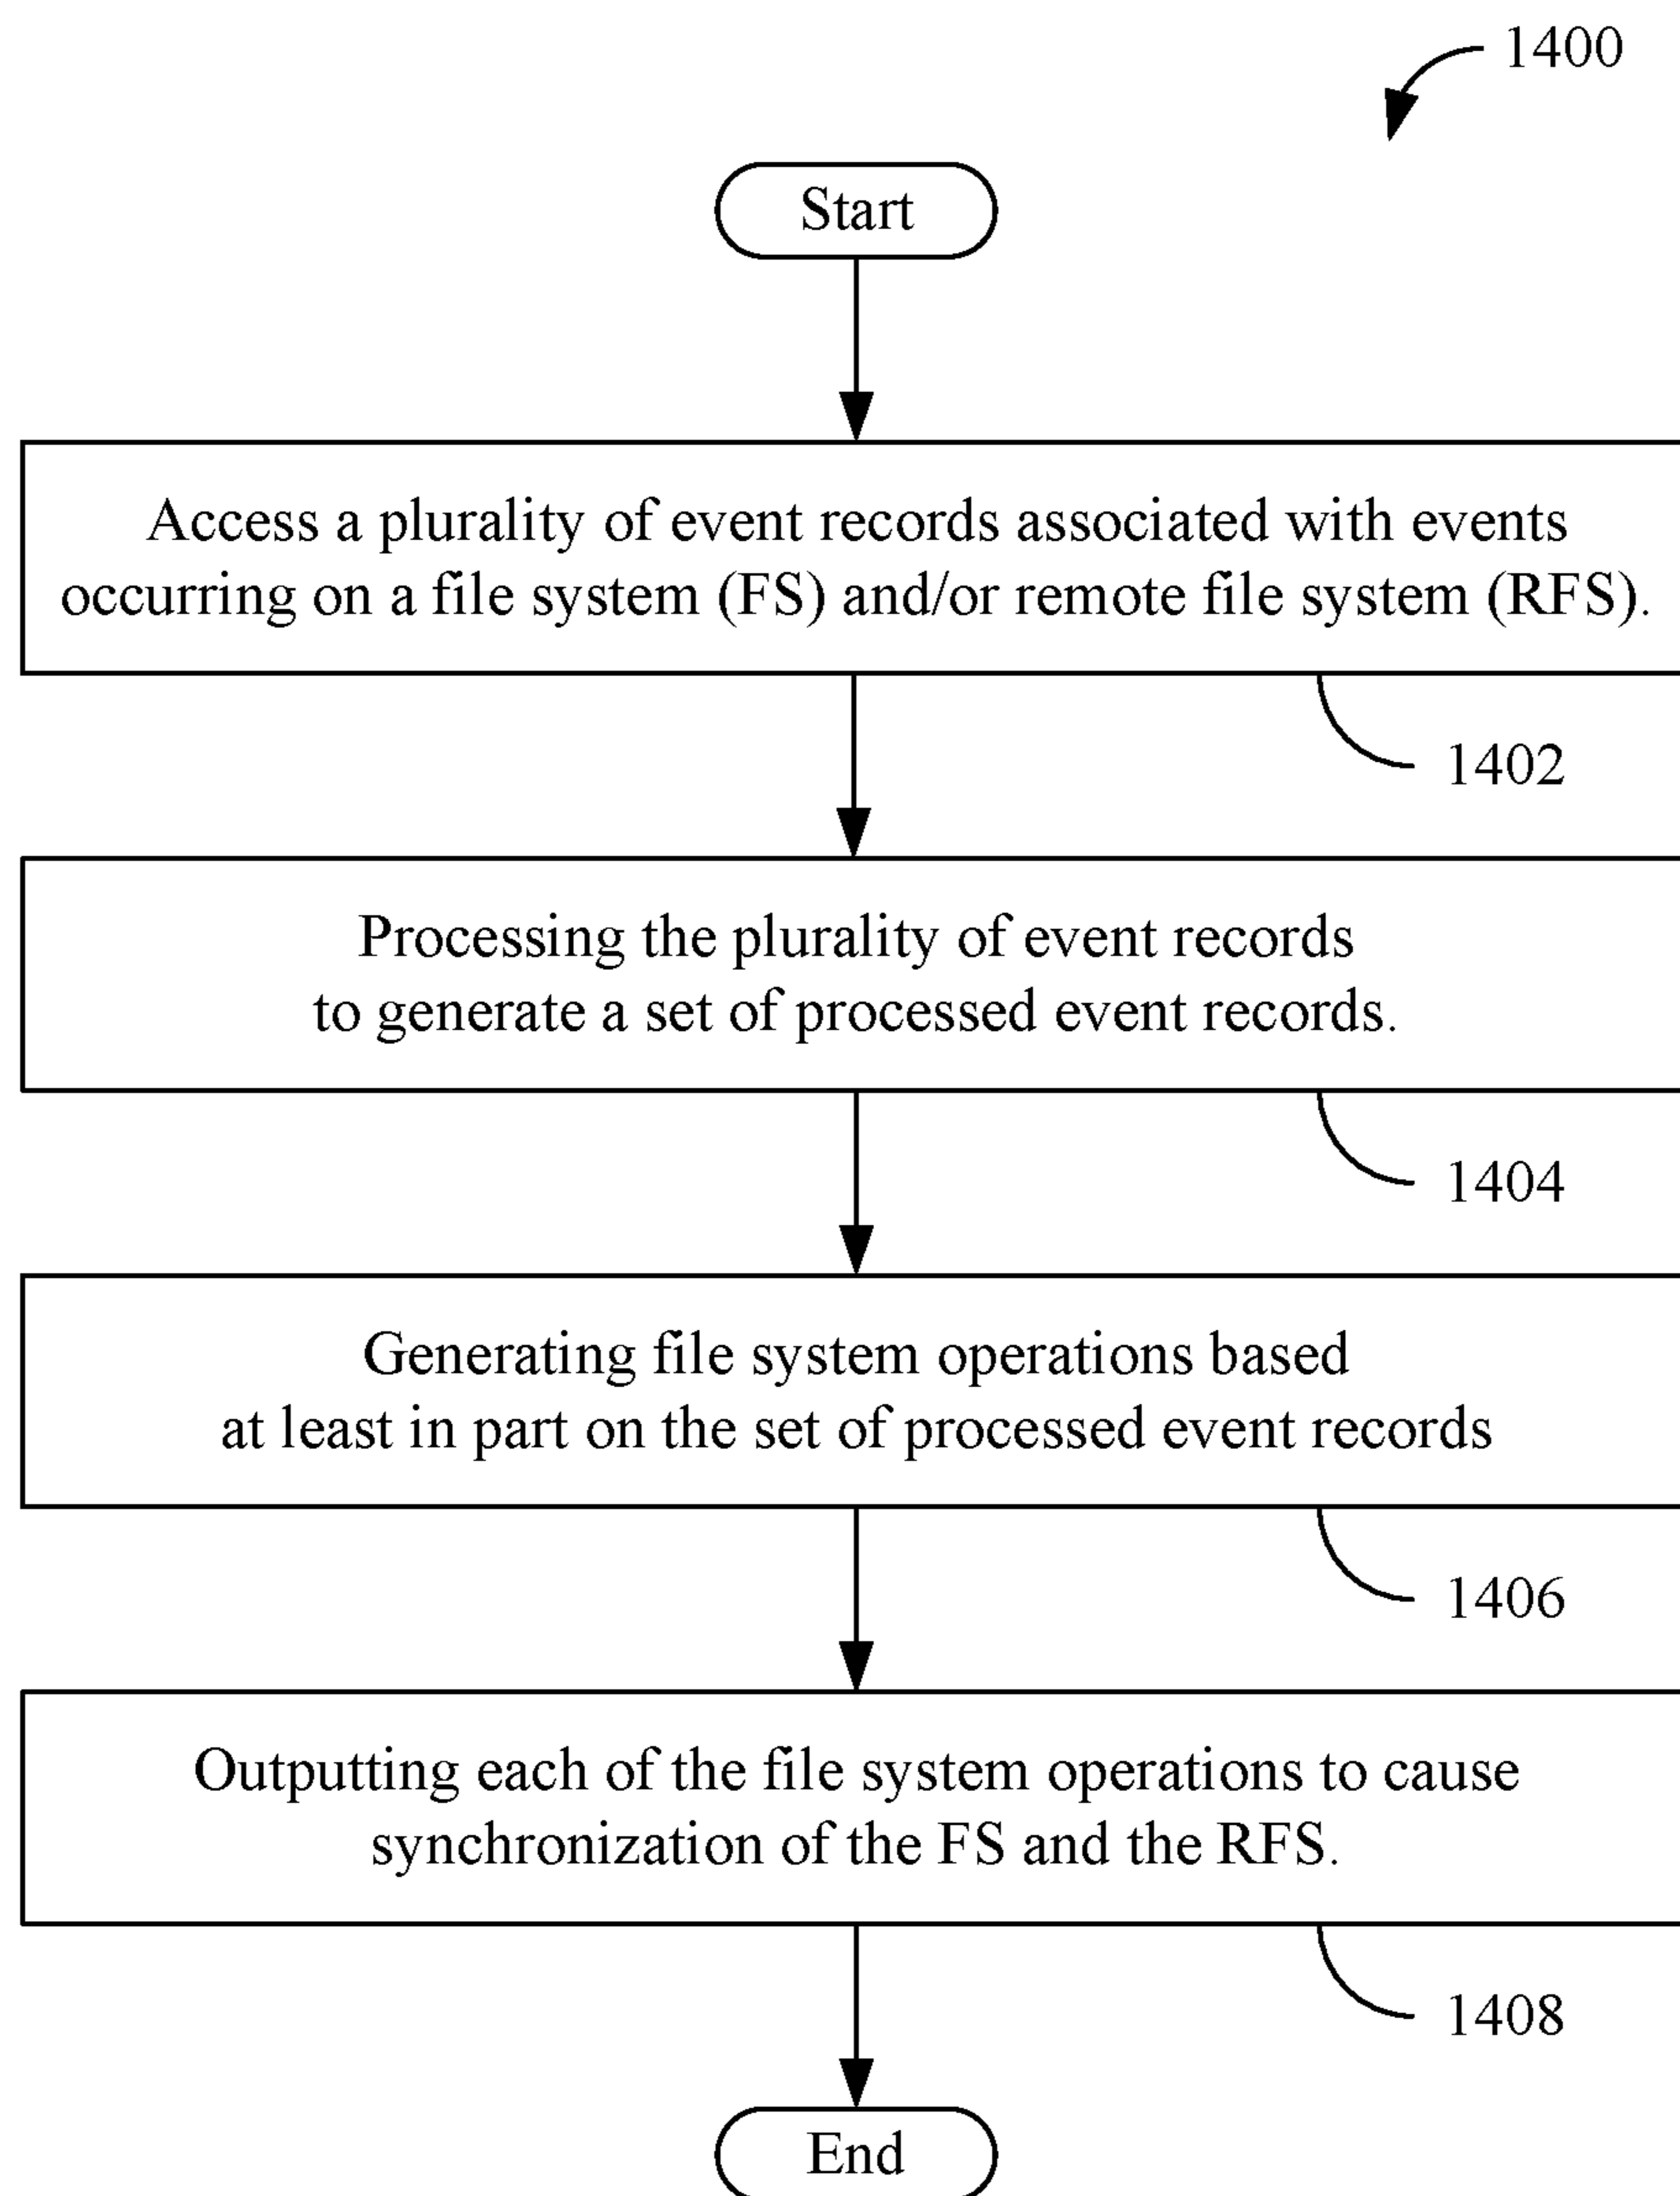 1400
Start
Access a plurality of event records associated with events
occurring on a file system (FS) and/or remote file system (RFS).
1402
Processing the plurality of event records
to generate a set of processed event records.
1404
Generating file system operations based
at least in part on the set of processed event records
1406
Outputting each of the file system operations to cause
synchronization of the FS and the RFS.
1408
End